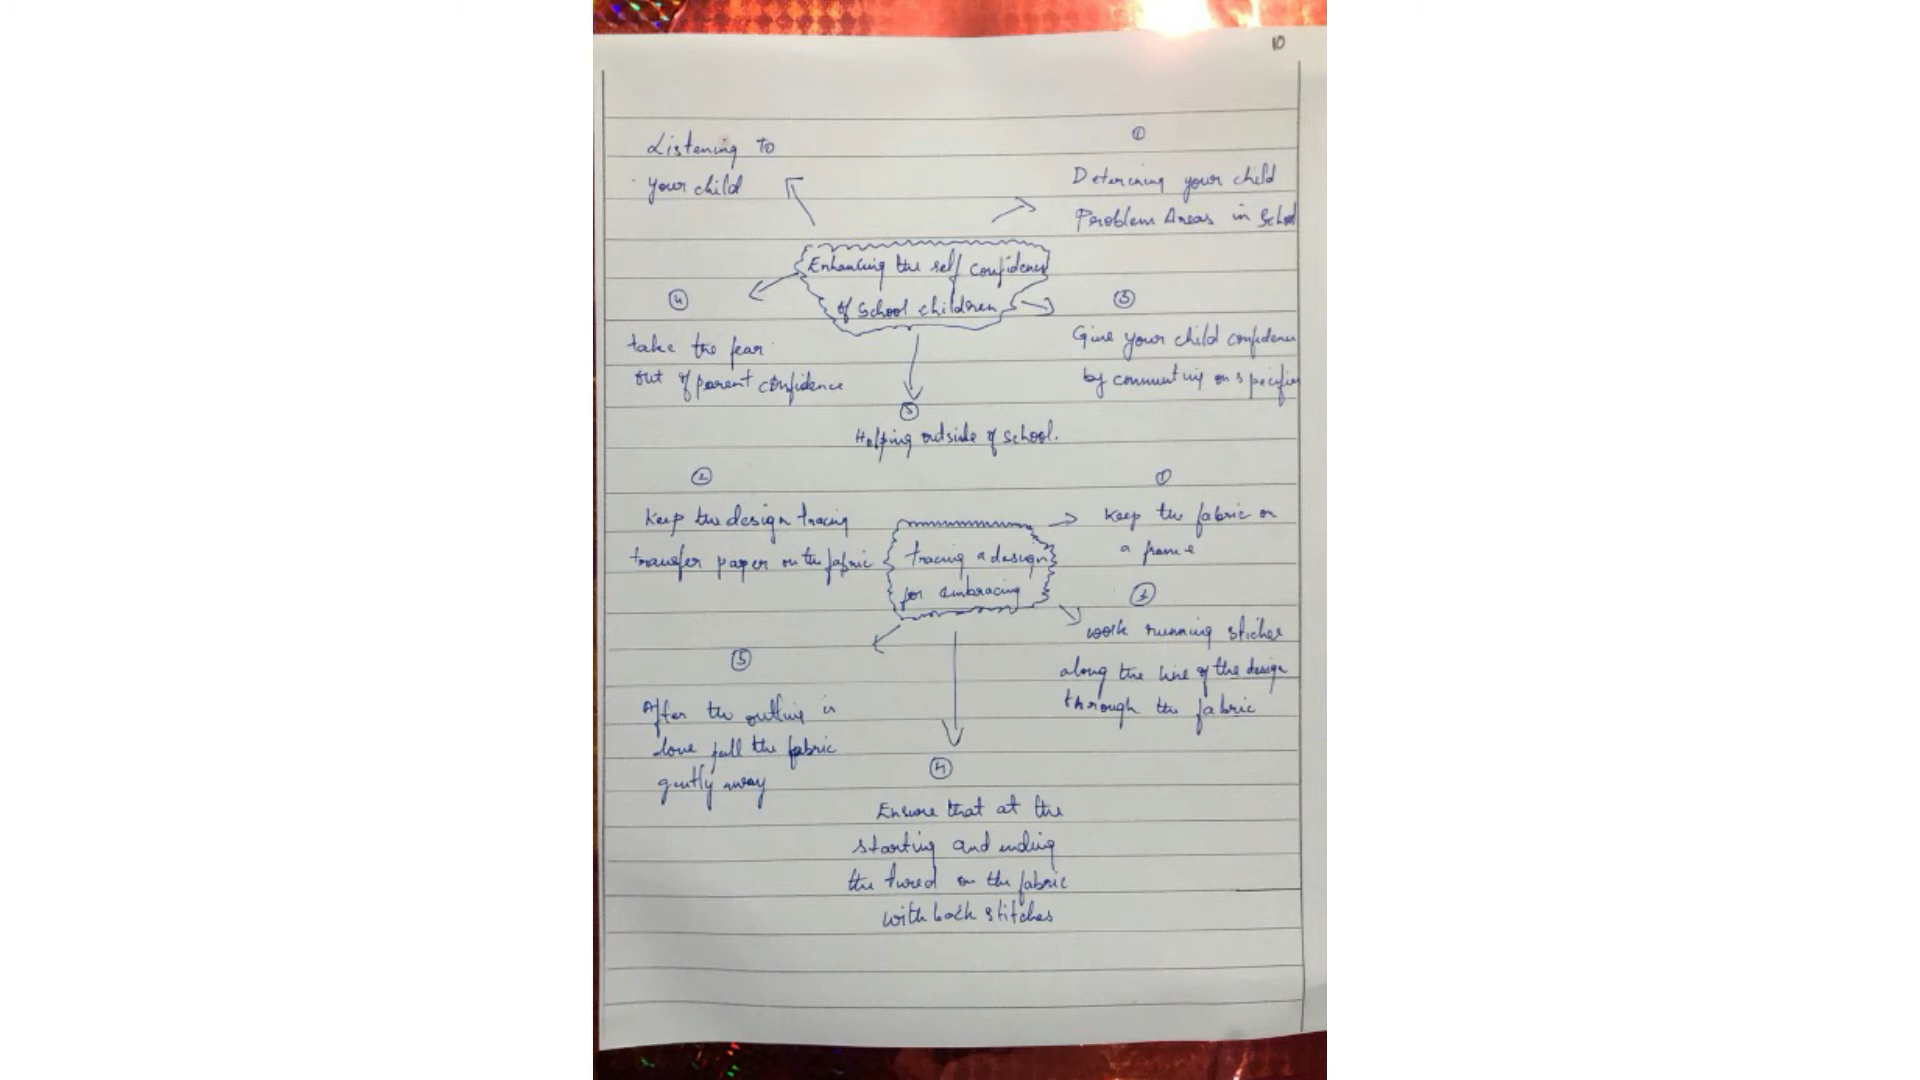 10
Listening to
your child
①
Determing your child
Problem Areas in School
Enhancing the self confidence
of School children
④
take the fear
out of parent confidence
③
Give your child confidence
by commenting on specific
⑤
Helping outside of school.
②
Keep the design tracing
transfer paper on the fabric
tracing a design
for embracing
①
Keep the fabric on
a frame
③
work running stiches
along the line of the design
through the fabric
⑤
After the outline is
done pull the fabric
gently away
④
Ensure that at the
starting and ending
the tured on the fabric
with back stitches